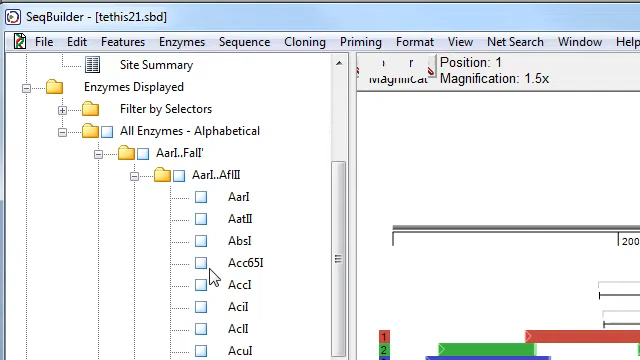 SeqBuilder - [tethis21.sbd]
File Edit Features Enzymes Sequence Cloning Priming Format View Net Search Window
Site Summary
Enzymes Displayed
Filter by Selectors
All Enzymes - Alphabetical
AarI..FalI'
AarI..AflII
AarI
AatII
AbsI
Acc65I
AccI
AciI
AclI
AcuI
Position: 1
Magnification: 1.5x
200
1
2